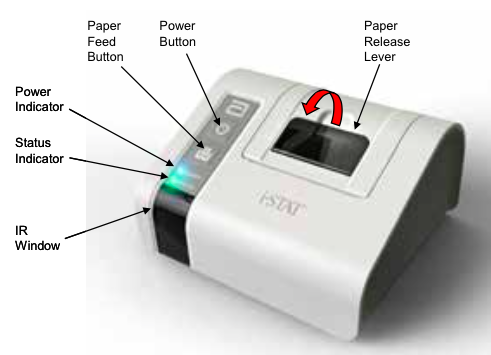 Paper
Feed
Button
Power
Button
Paper
Release
Lever
Power
Indicator
Status
Indicator
IR
Window
i-STAT